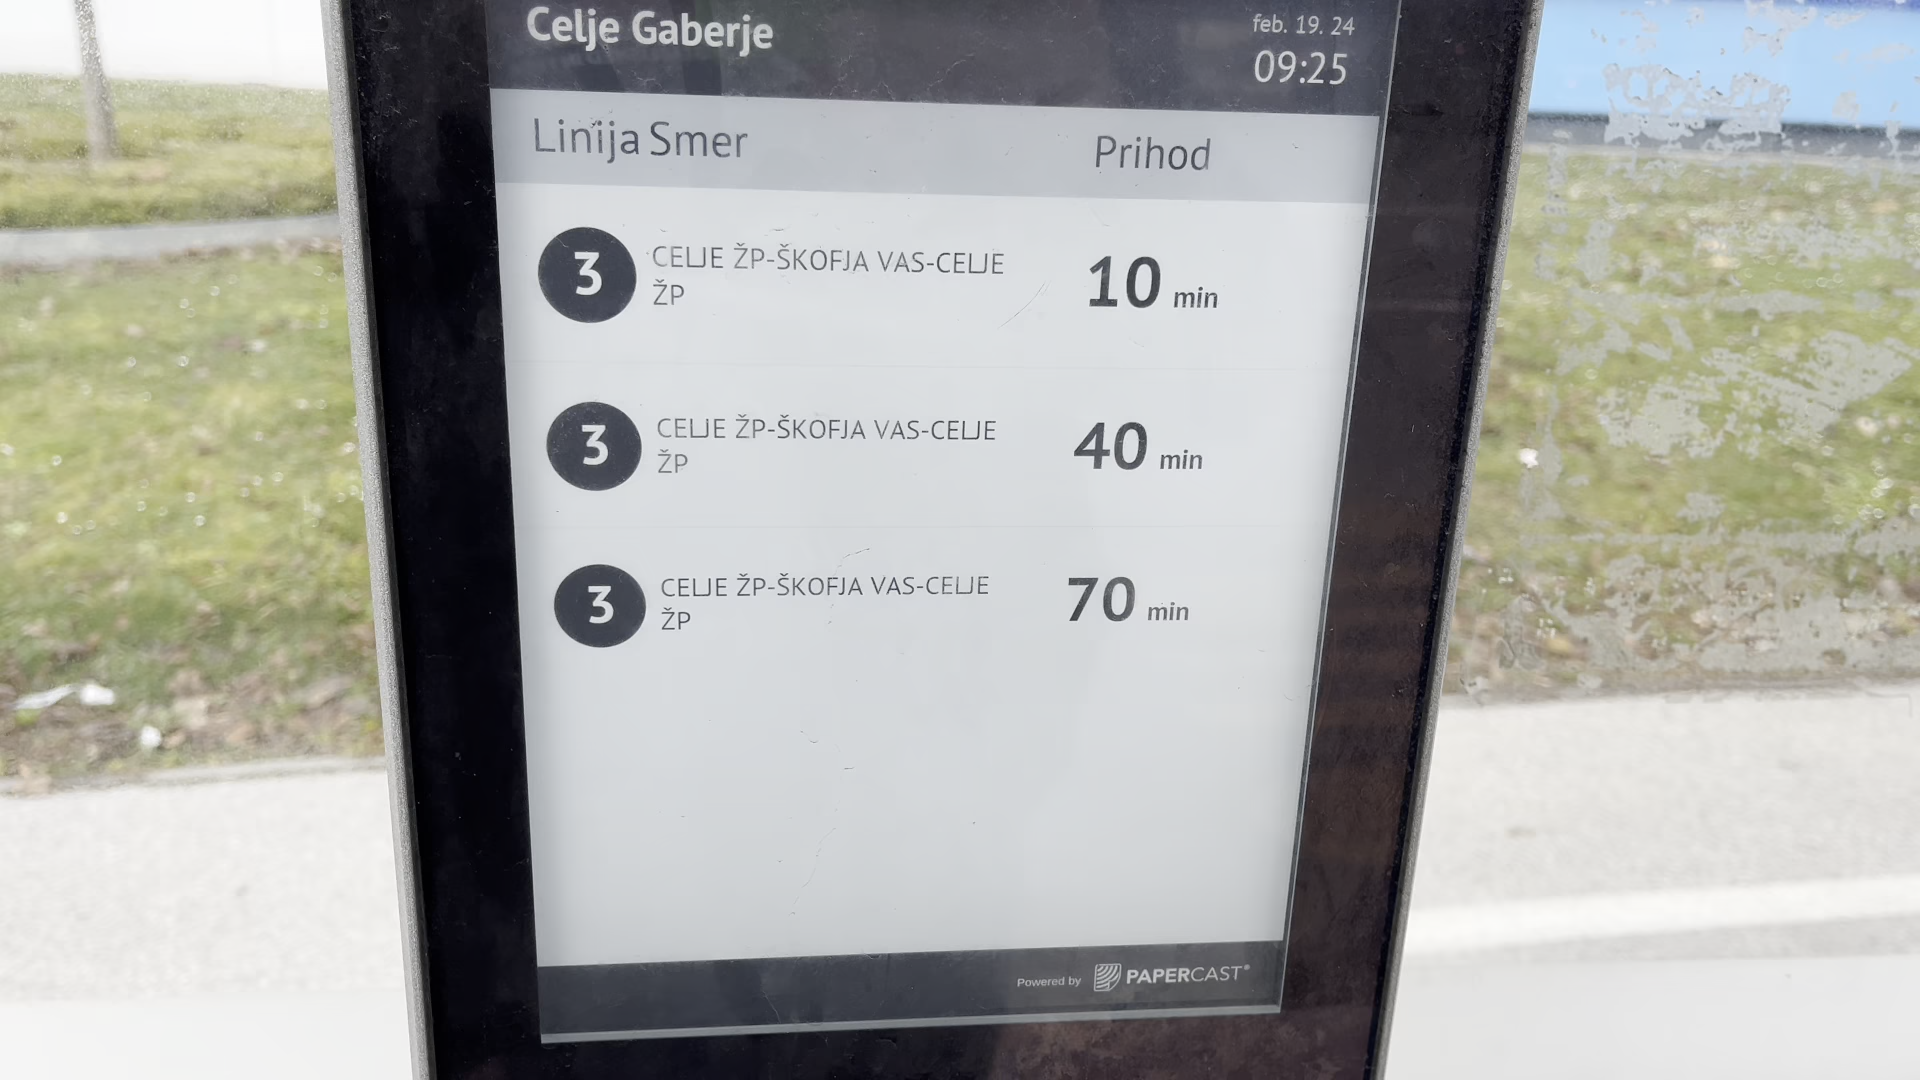 Celje Gaberje
feb. 19. 24
09:25
Linija Smer Prihod
3 CELJE ŽP-ŠKOFJA VAS-CELJE 10 min
ŽP
3 CELJE ŽP-ŠKOFJA VAS-CELJE 40 min
ŽP
3 CELJE ŽP-ŠKOFJA VAS-CELJE 70 min
ŽP
Powered by PAPERCAST®